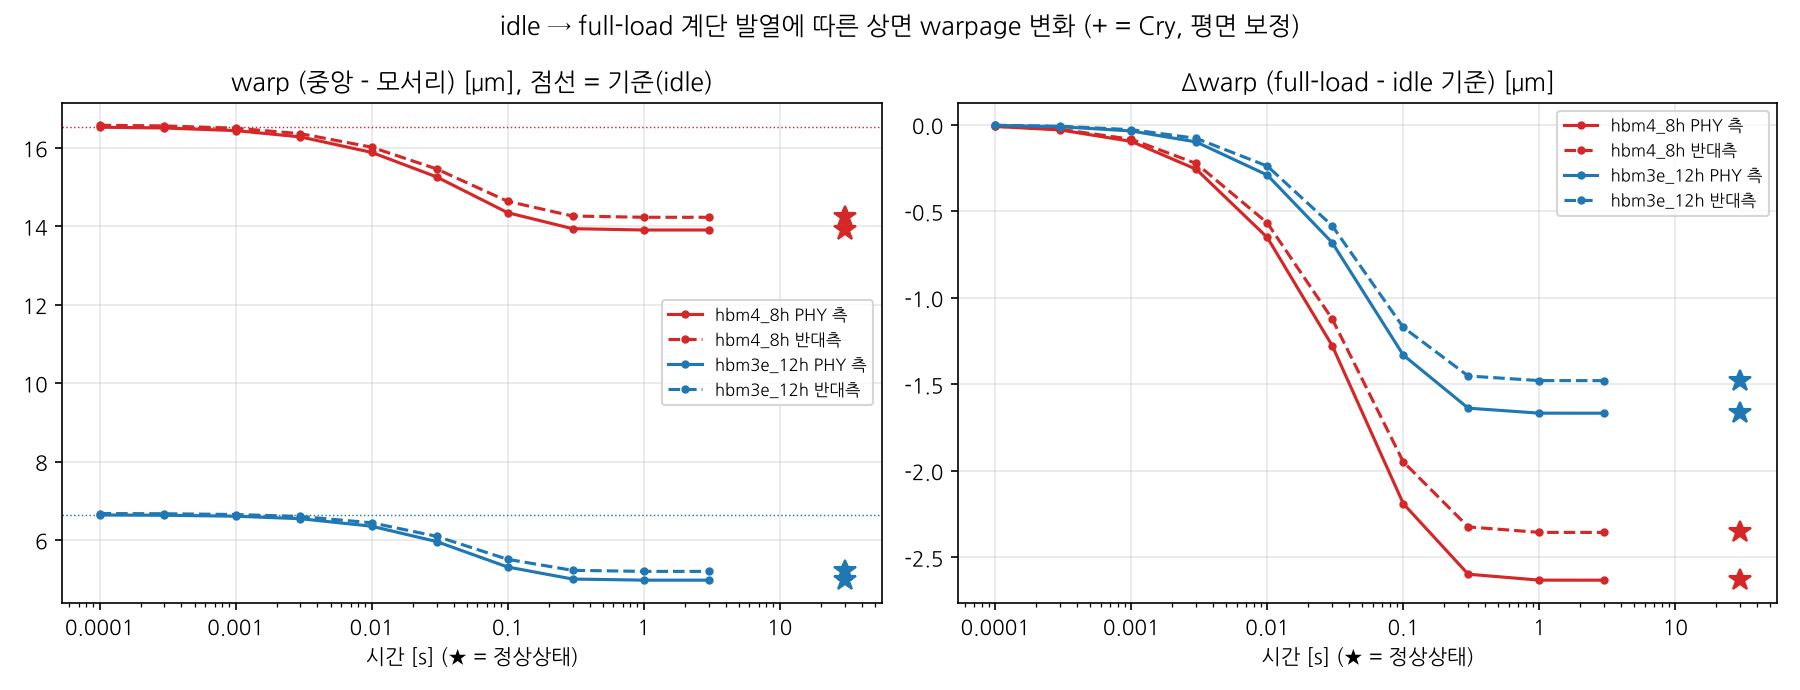 idle → full-load 계단 발열에 따른 상면 warpage 변화 (+ = Cry, 평면 보정)
warp (중앙 - 모서리) [µm], 점선 = 기준(idle)
16
14
12
10
8
6
hbm4_8h PHY 측
hbm4_8h 반대측
hbm3e_12h PHY 측
hbm3e_12h 반대측
0.0001
0.001
0.01
0.1
1
10
시간 [s] (★ = 정상상태)
Δwarp (full-load - idle 기준) [µm]
0.0
-0.5
-1.0
-1.5
-2.0
-2.5
hbm4_8h PHY 측
hbm4_8h 반대측
hbm3e_12h PHY 측
hbm3e_12h 반대측
0.0001
0.001
0.01
0.1
1
10
시간 [s] (★ = 정상상태)